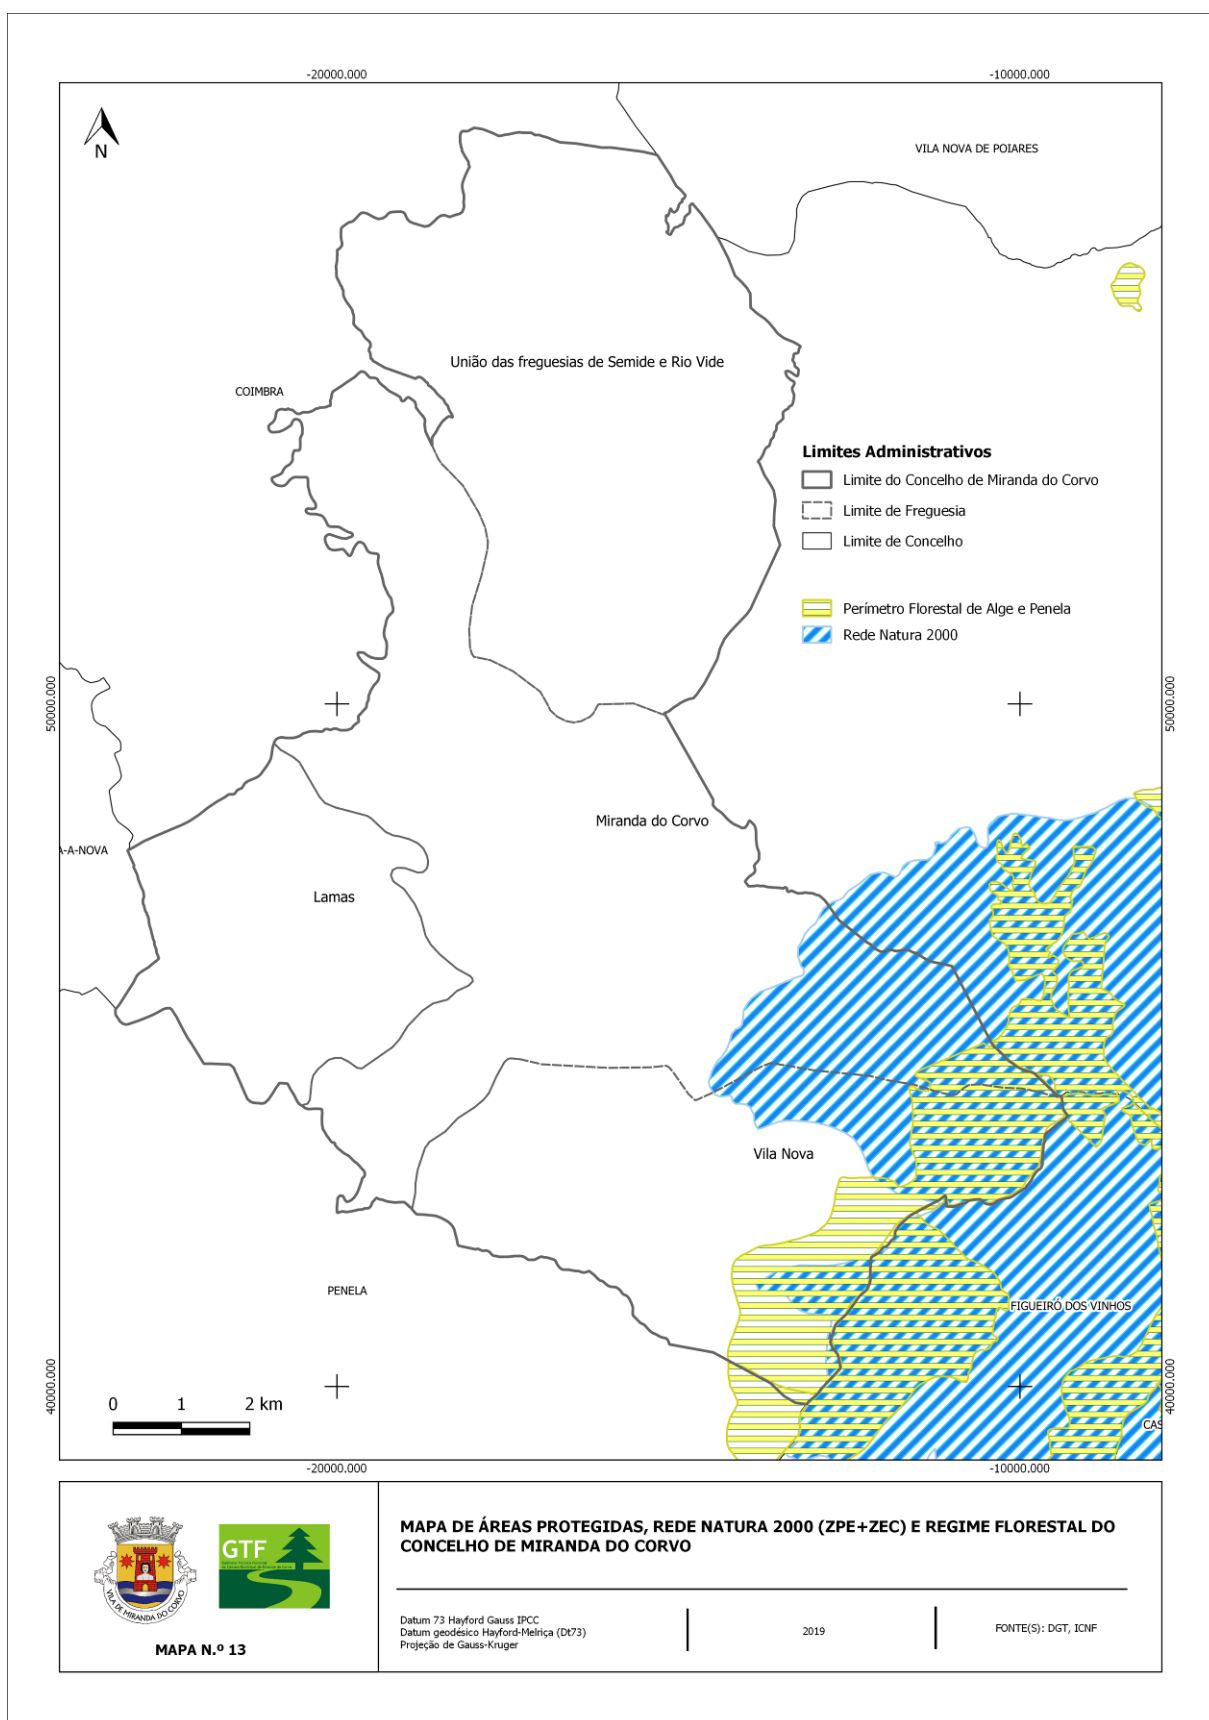 -20000.000
-10000.000
N
VILA NOVA DE POIARES
União das freguesias de Semide e Rio Vide
COIMBRA
Limites Administrativos
Limite do Concelho de Miranda do Corvo
Limite de Freguesia
Limite de Concelho
Perímetro Florestal de Alge e Penela
Rede Natura 2000
50000.000
50000.000
Miranda do Corvo
A-A-NOVA
Lamas
Vila Nova
PENELA
FIGUEIRÓ DOS VINHOS
40000.000
40000.000
0 1 2 km
CAS
-20000.000
-10000.000
GTF
VILA DE MIRANDA DO CORVO
MAPA N.º 13
MAPA DE ÁREAS PROTEGIDAS, REDE NATURA 2000 (ZPE+ZEC) E REGIME FLORESTAL DO
CONCELHO DE MIRANDA DO CORVO
Datum 73 Hayford Gauss IPCC
Datum geodésico Hayford-Melriça (Dt73)
Projeção de Gauss-Kruger
2019
FONTE(S): DGT, ICNF